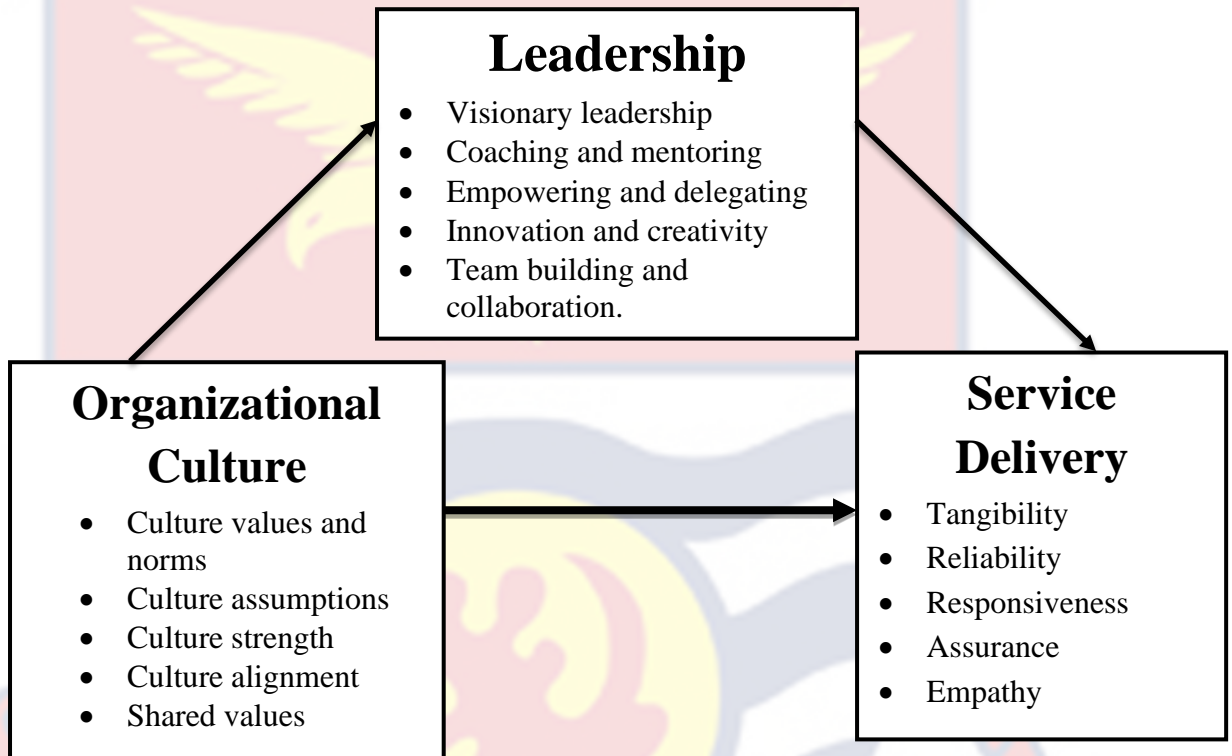 Leadership
• Visionary leadership
• Coaching and mentoring
• Empowering and delegating
• Innovation and creativity
• Team building and
collaboration.
Organizational
Culture
• Culture values and
norms
• Culture assumptions
• Culture strength
• Culture alignment
• Shared values
Service
Delivery
• Tangibility
• Reliability
• Responsiveness
• Assurance
• Empathy